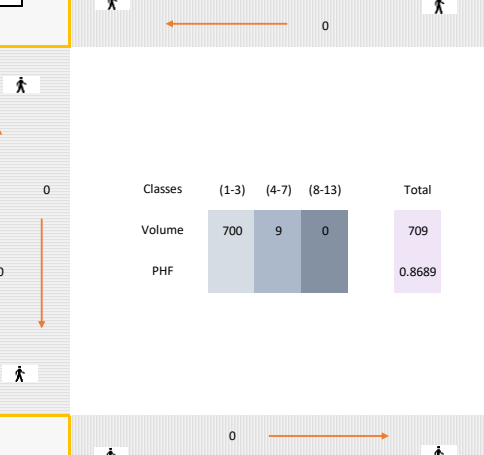 0
0
Classes (1-3) (4-7) (8-13) Total
Volume 700 9 0 709
PHF 0.8689
0